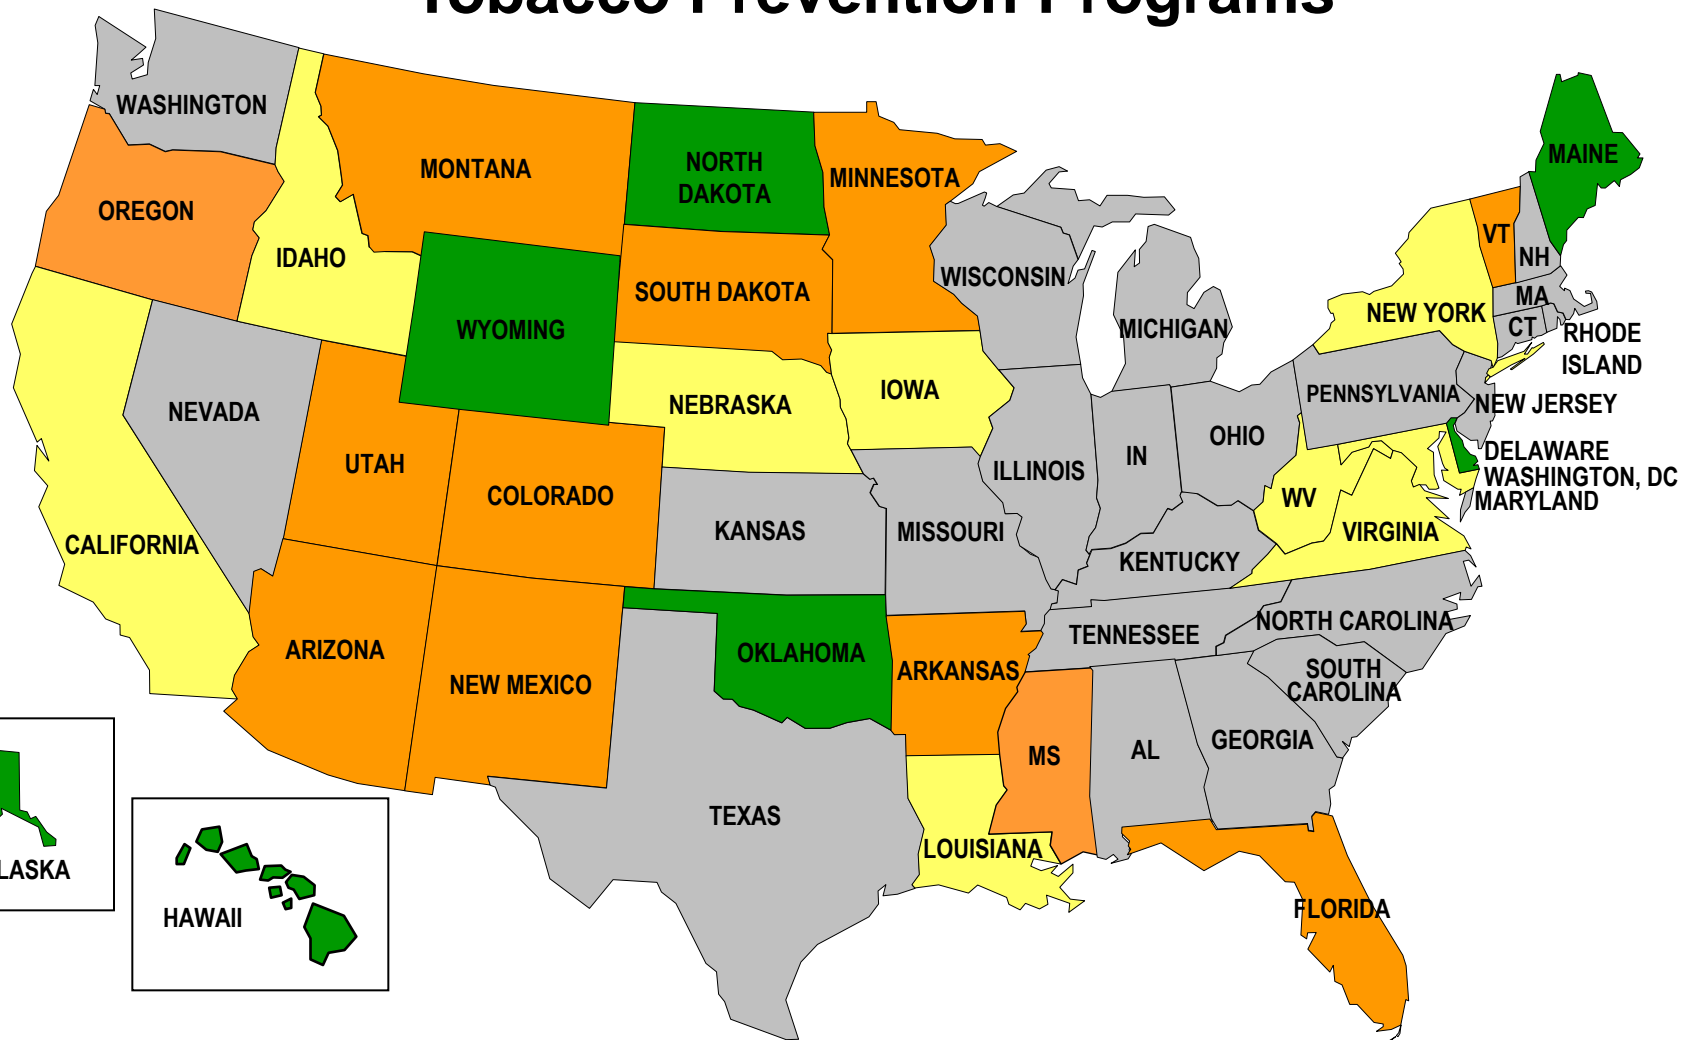 Tobacco Prevention Programs
WASHINGTON
MONTANA
NORTH
DAKOTA
MINNESOTA
MAINE
OREGON
IDAHO
VT
NH
WISCONSIN
SOUTH DAKOTA
MA
WYOMING
MICHIGAN
NEW YORK
CT
RHODE
ISLAND
NEVADA
NEBRASKA
IOWA
PENNSYLVANIA
NEW JERSEY
OHIO
IN
UTAH
COLORADO
ILLINOIS
DELAWARE
WASHINGTON, DC
MARYLAND
WV
CALIFORNIA
KANSAS
MISSOURI
VIRGINIA
KENTUCKY
ARIZONA
NEW MEXICO
OKLAHOMA
ARKANSAS
TENNESSEE
NORTH CAROLINA
SOUTH
CAROLINA
MS
AL
GEORGIA
TEXAS
LOUISIANA
LASKA
HAWAII
FLORIDA